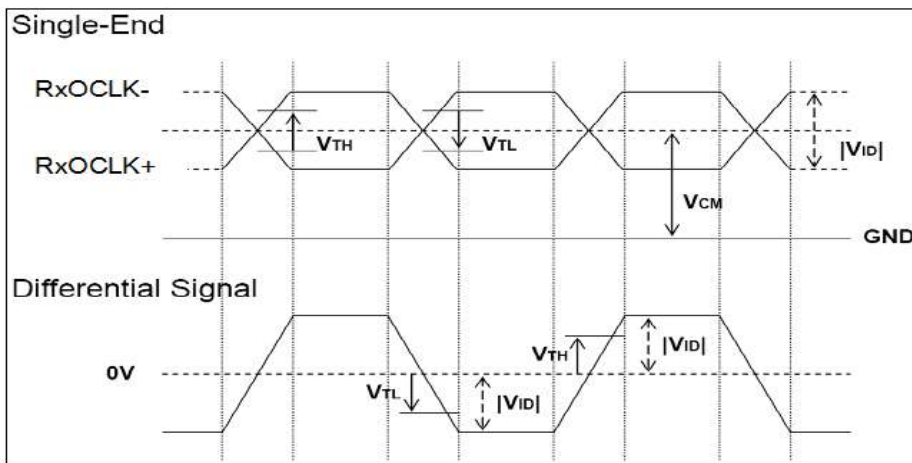 Single-End
RxOCLK-
VTH
VTL
|VID|
RxOCLK+
VCM
GND
Differential Signal
VTH
|VID|
0V
VTL
|VID|